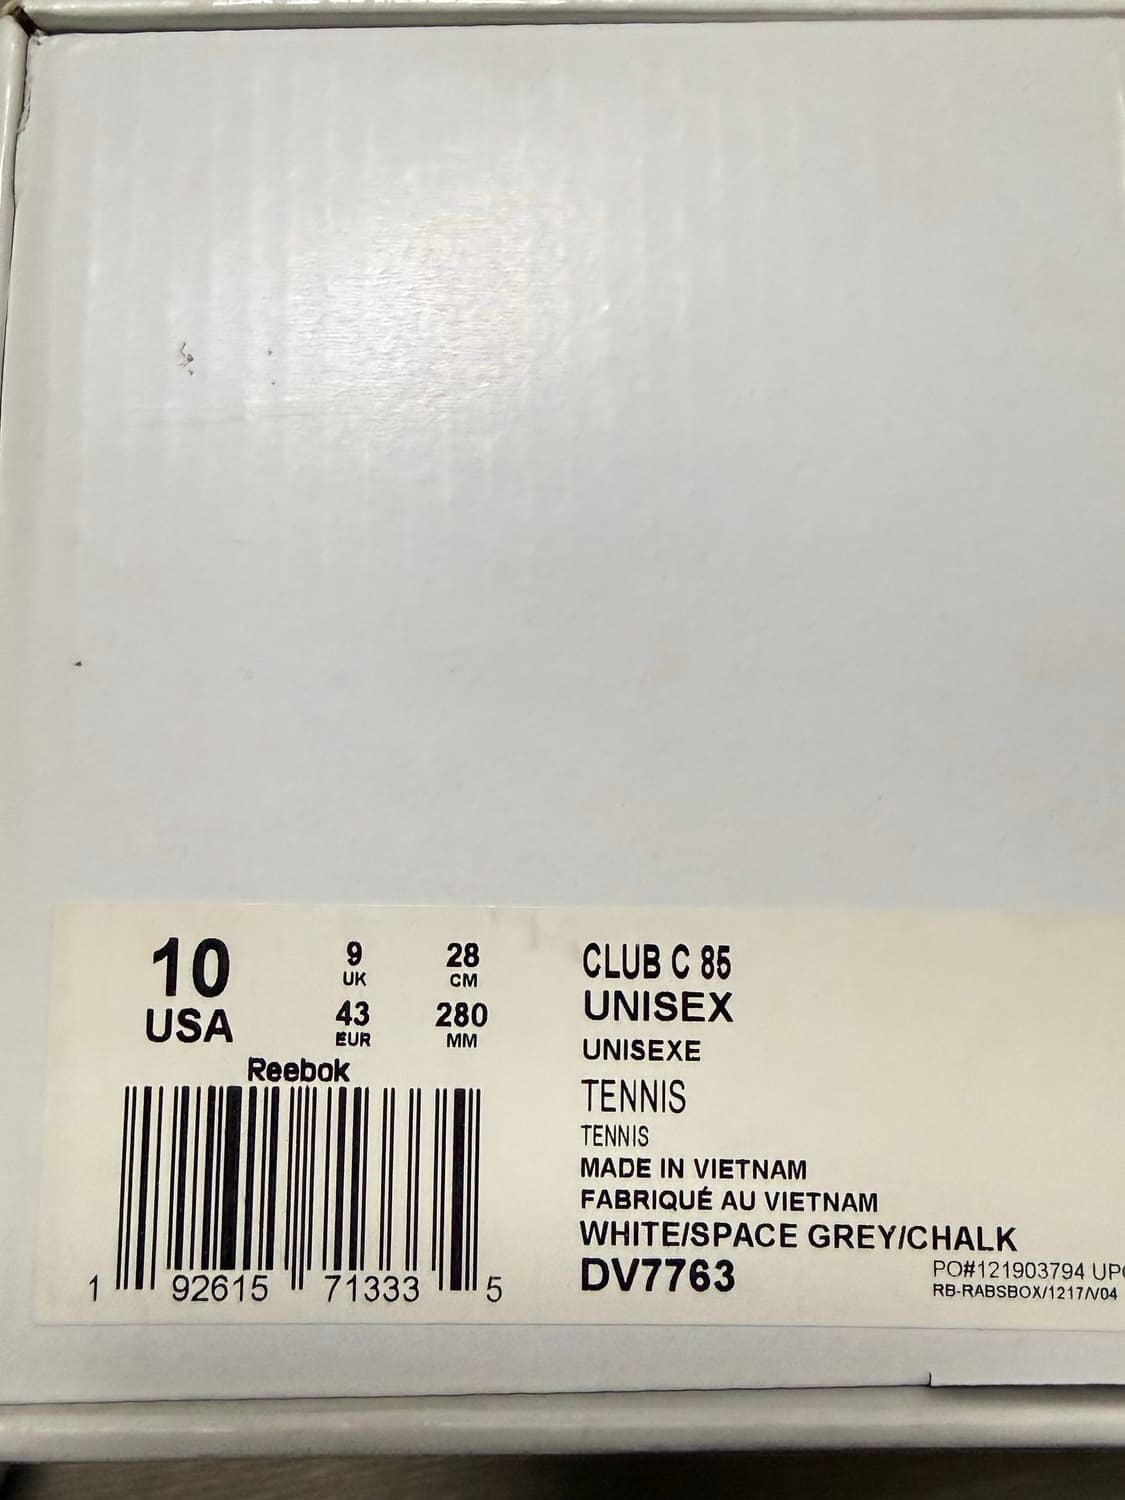 10
USA
9
UK
43
EUR
28
CM
280
MM
Reebok
1 92615 71333 5
CLUB C 85
UNISEX
UNISEXE
TENNIS
TENNIS
MADE IN VIETNAM
FABRIQUÉ AU VIETNAM
WHITE/SPACE GREY/CHALK
DV7763
PO#121903794
RB-RABSBOX/1217/V04